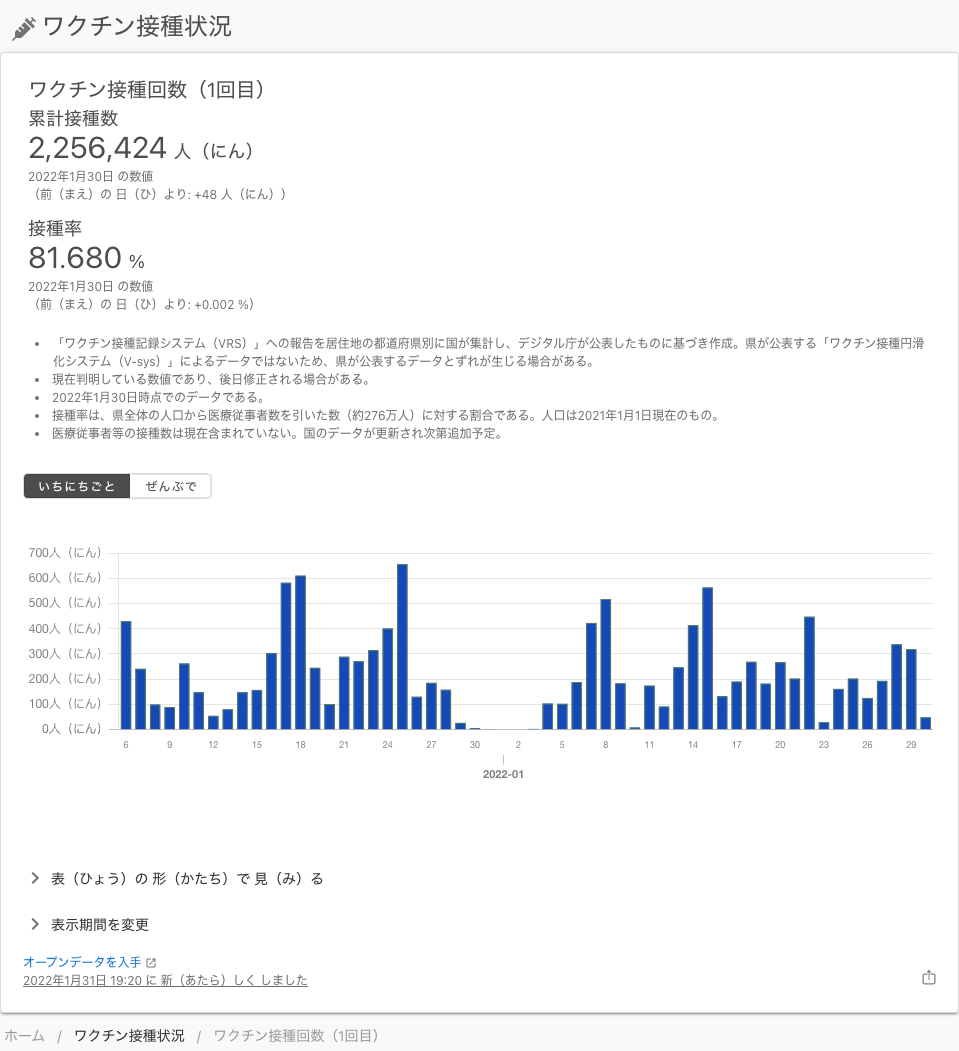 ワクチン接種状況
ワクチン接種回数（1回目）
累計接種数
2,256,424 人（にん）
2022年1月30日 の数値
（前（まえ）の 日（ひ）より: +48 人（にん））
接種率
81.680 %
2022年1月30日 の数値
（前（まえ）の 日（ひ）より: +0.002 %）
• 「ワクチン接種記録システム（VRS）」への報告を居住地の都道府県別に国が集計し、デジタル庁が公表したものに基づき作成。県が公表する「ワクチン接種円滑
化システム（V-sys）」によるデータではないため、県が公表するデータとずれが生じる場合がある。
• 現在判明している数値であり、後日修正される場合がある。
• 2022年1月30日時点でのデータである。
• 接種率は、県全体の人口から医療従事者数を引いた数（約276万人）に対する割合である。人口は2021年1月1日現在のもの。
• 医療従事者等の接種数は現在含まれていない。国のデータが更新され次第追加予定。
いちにちごと ぜんぶで
700人（にん）
600人（にん）
500人（にん）
400人（にん）
300人（にん）
200人（にん）
100人（にん）
0人（にん）
6 9 12 15 18 21 24 27 30 2 5 8 11 14 17 20 23 26 29
2022-01
表（ひょう）の 形（かたち）で 見（み）る
表示期間を変更
オープンデータを入手
2022年1月31日 19:20 に 新（あたら）しく しました
ホーム / ワクチン接種状況 / ワクチン接種回数（1回目）